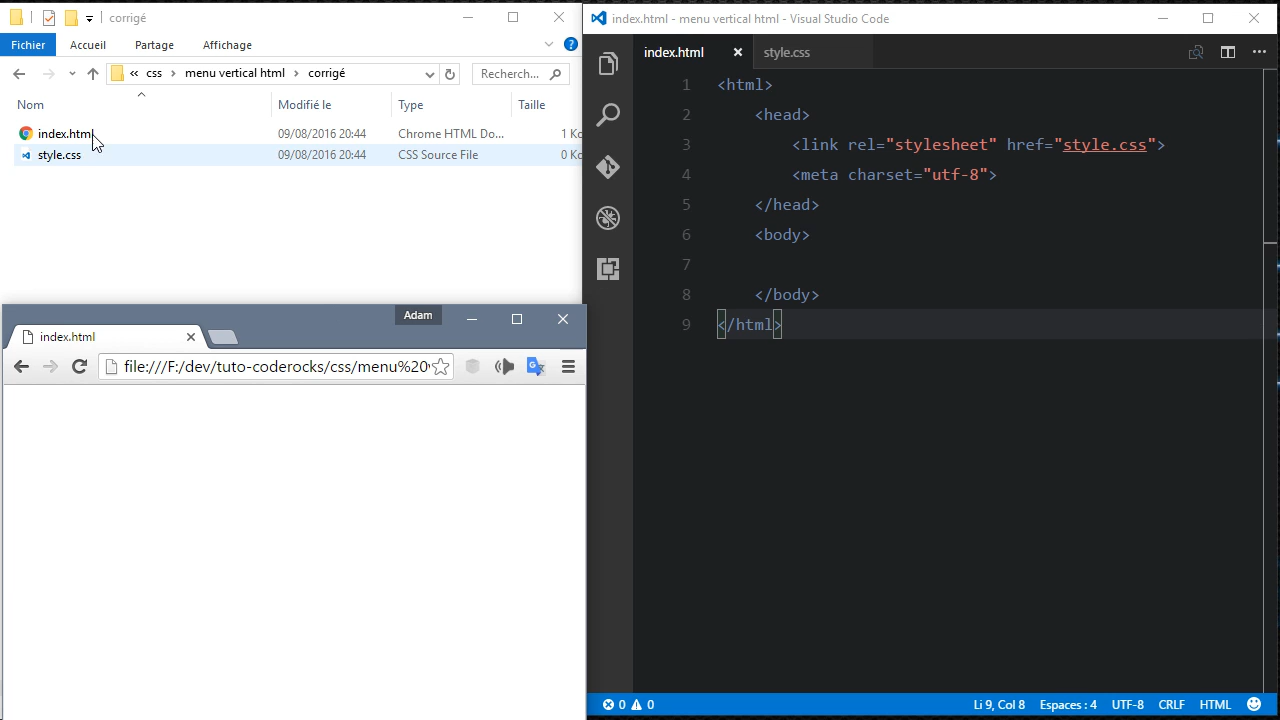 corrigé
Fichier Accueil Partage Affichage
« css › menu vertical html › corrigé
Recherch...
Nom Modifié le Type Taille
index.html 09/08/2016 20:44 Chrome HTML Do... 1 Ko
style.css 09/08/2016 20:44 CSS Source File 0 Ko
Adam
index.html
file:///F:/dev/tuto-coderocks/css/menu%20
index.html - menu vertical html - Visual Studio Code
index.html style.css
1 <html>
2 <head>
3 <link rel="stylesheet" href="style.css">
4 <meta charset="utf-8">
5 </head>
6 <body>
7
8 </body>
9 </html>
0 0 Li 9, Col 8 Espaces : 4 UTF-8 CRLF HTML